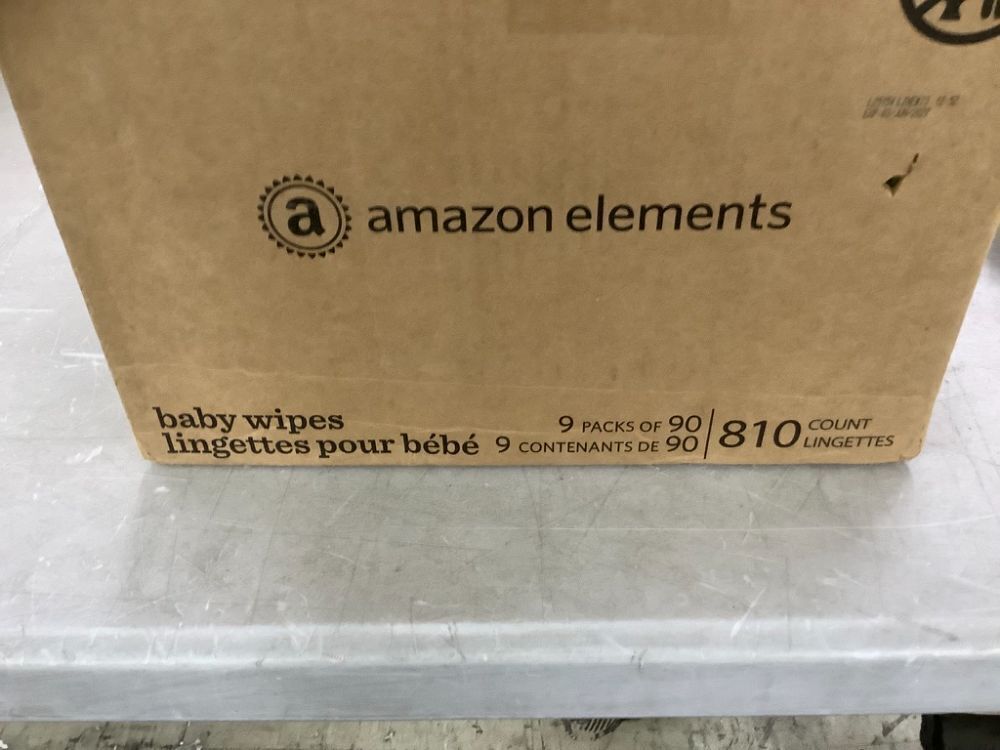 a amazon elements
baby wipes
lingettes pour bébé
9 PACKS OF 90
9 CONTENANTS DE 90
810 COUNT
LINGETTES